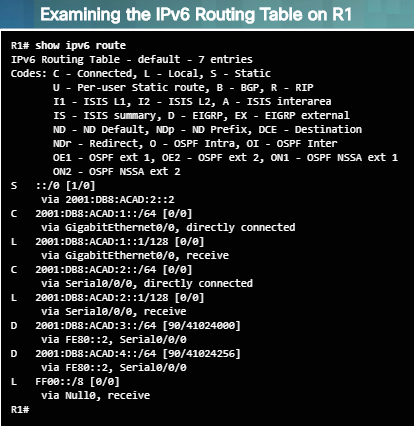 Examining the IPv6 Routing Table on R1
R1# show ipv6 route
IPv6 Routing Table - default - 7 entries
Codes: C - Connected, L - Local, S - Static
U - Per-user Static route, B - BGP, R - RIP
I1 - ISIS L1, I2 - ISIS L2, A - ISIS interarea
IS - ISIS summary, D - EIGRP, EX - EIGRP external
ND - ND Default, NDp - ND Prefix, DCE - Destination
NDr - Redirect, O - OSPF Intra, OI - OSPF Inter
OE1 - OSPF ext 1, OE2 - OSPF ext 2, ON1 - OSPF NSSA ext 1
ON2 - OSPF NSSA ext 2
S ::/0 [1/0]
via 2001:DB8:ACAD:2::2
C 2001:DB8:ACAD:1::/64 [0/0]
via GigabitEthernet0/0, directly connected
L 2001:DB8:ACAD:1::1/128 [0/0]
via GigabitEthernet0/0, receive
C 2001:DB8:ACAD:2::/64 [0/0]
via Serial0/0/0, directly connected
L 2001:DB8:ACAD:2::1/128 [0/0]
via Serial0/0/0, receive
D 2001:DB8:ACAD:3::/64 [90/41024000]
via FE80::2, Serial0/0/0
D 2001:DB8:ACAD:4::/64 [90/41024256]
via FE80::2, Serial0/0/0
L FF00::/8 [0/0]
via Null0, receive
R1#